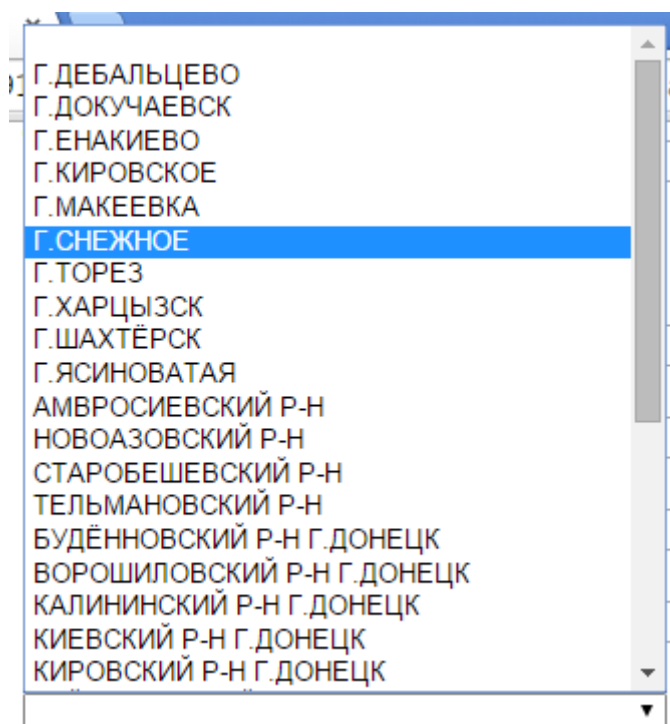 Г.ДЕБАЛЬЦЕВО
Г.ДОКУЧАЕВСК
Г.ЕНАКИЕВО
Г.КИРОВСКОЕ
Г.МАКЕЕВКА
Г.СНЕЖНОЕ
Г.ТОРЕЗ
Г.ХАРЦЫЗСК
Г.ШАХТЁРСК
Г.ЯСИНОВАТАЯ
АМВРОСИЕВСКИЙ Р-Н
НОВОАЗОВСКИЙ Р-Н
СТАРОБЕШЕВСКИЙ Р-Н
ТЕЛЬМАНОВСКИЙ Р-Н
БУДЁННОВСКИЙ Р-Н Г.ДОНЕЦК
ВОРОШИЛОВСКИЙ Р-Н Г.ДОНЕЦК
КАЛИНИНСКИЙ Р-Н Г.ДОНЕЦК
КИЕВСКИЙ Р-Н Г.ДОНЕЦК
КИРОВСКИЙ Р-Н Г.ДОНЕЦК